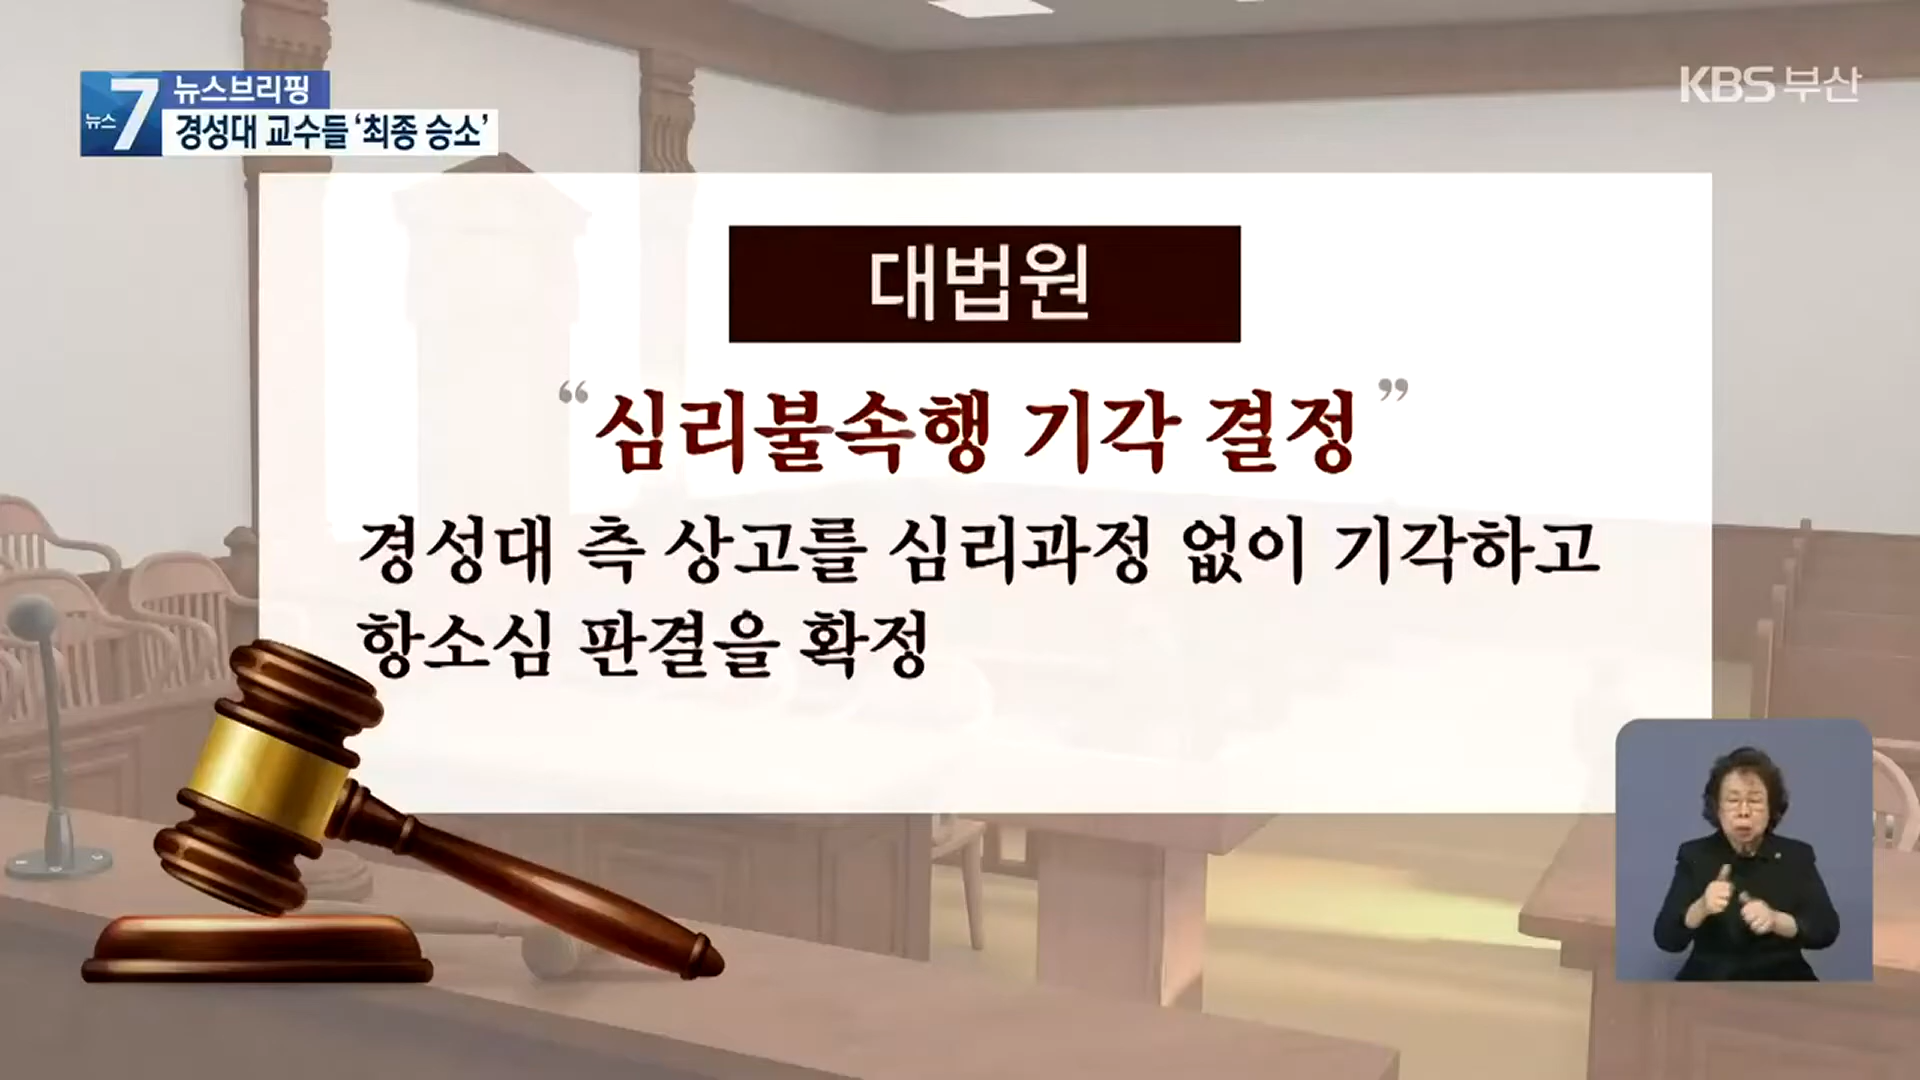 뉴스7
뉴스브리핑
경성대 교수들 ‘최종 승소’
KBS 부산
대법원
“심리불속행 기각 결정”
경성대 측 상고를 심리과정 없이 기각하고
항소심 판결을 확정